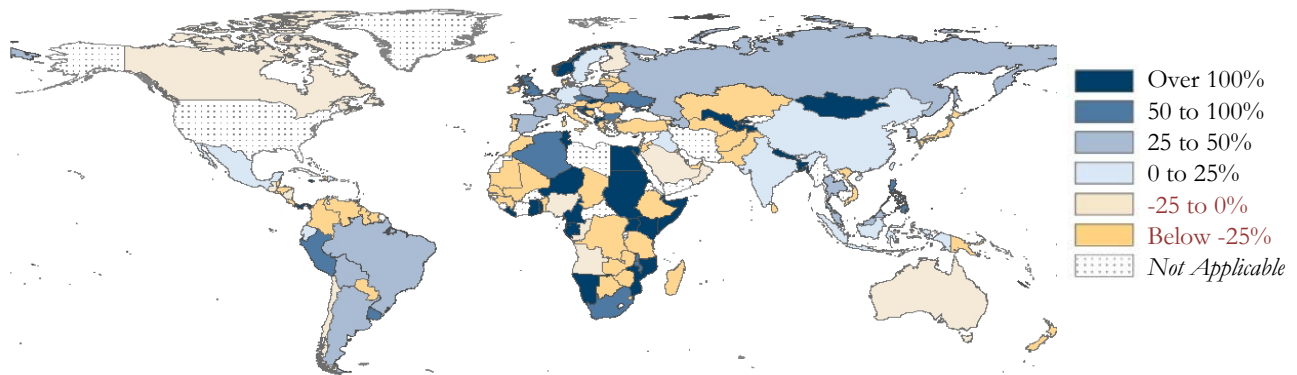 Over 100%
50 to 100%
25 to 50%
0 to 25%
-25 to 0%
Below -25%
Not Applicable